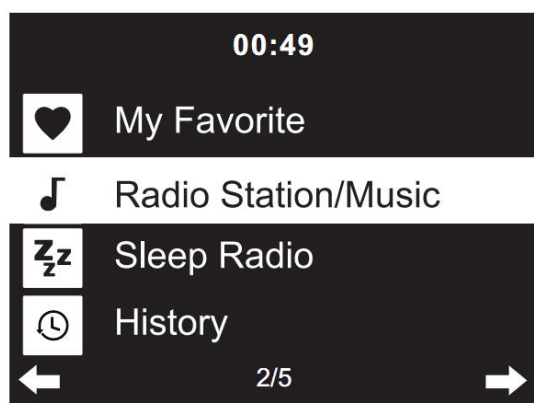 00:49
My Favorite
Radio Station/Music
Sleep Radio
History
2/5